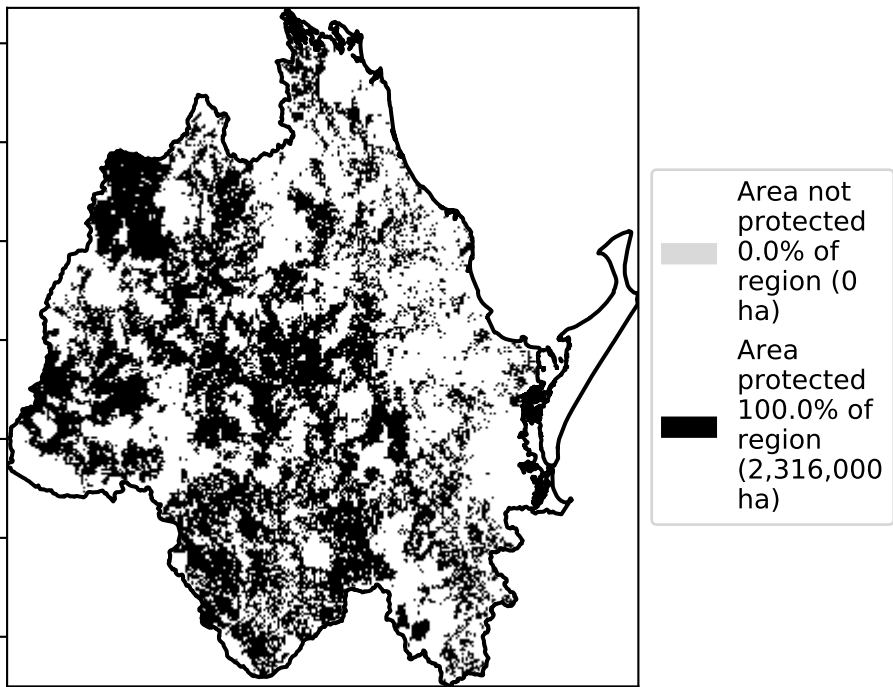 Area not
protected
0.0% of
region (0
ha)
Area
protected
100.0% of
region
(2,316,000
ha)